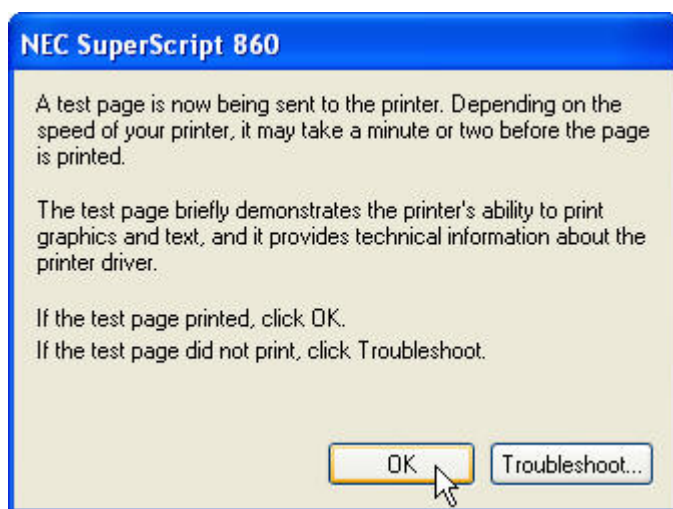 NEC SuperScript 860
A test page is now being sent to the printer. Depending on the
speed of your printer, it may take a minute or two before the page
is printed.
The test page briefly demonstrates the printer's ability to print
graphics and text, and it provides technical information about the
printer driver.
If the test page printed, click OK.
If the test page did not print, click Troubleshoot.
OK
Troubleshoot...